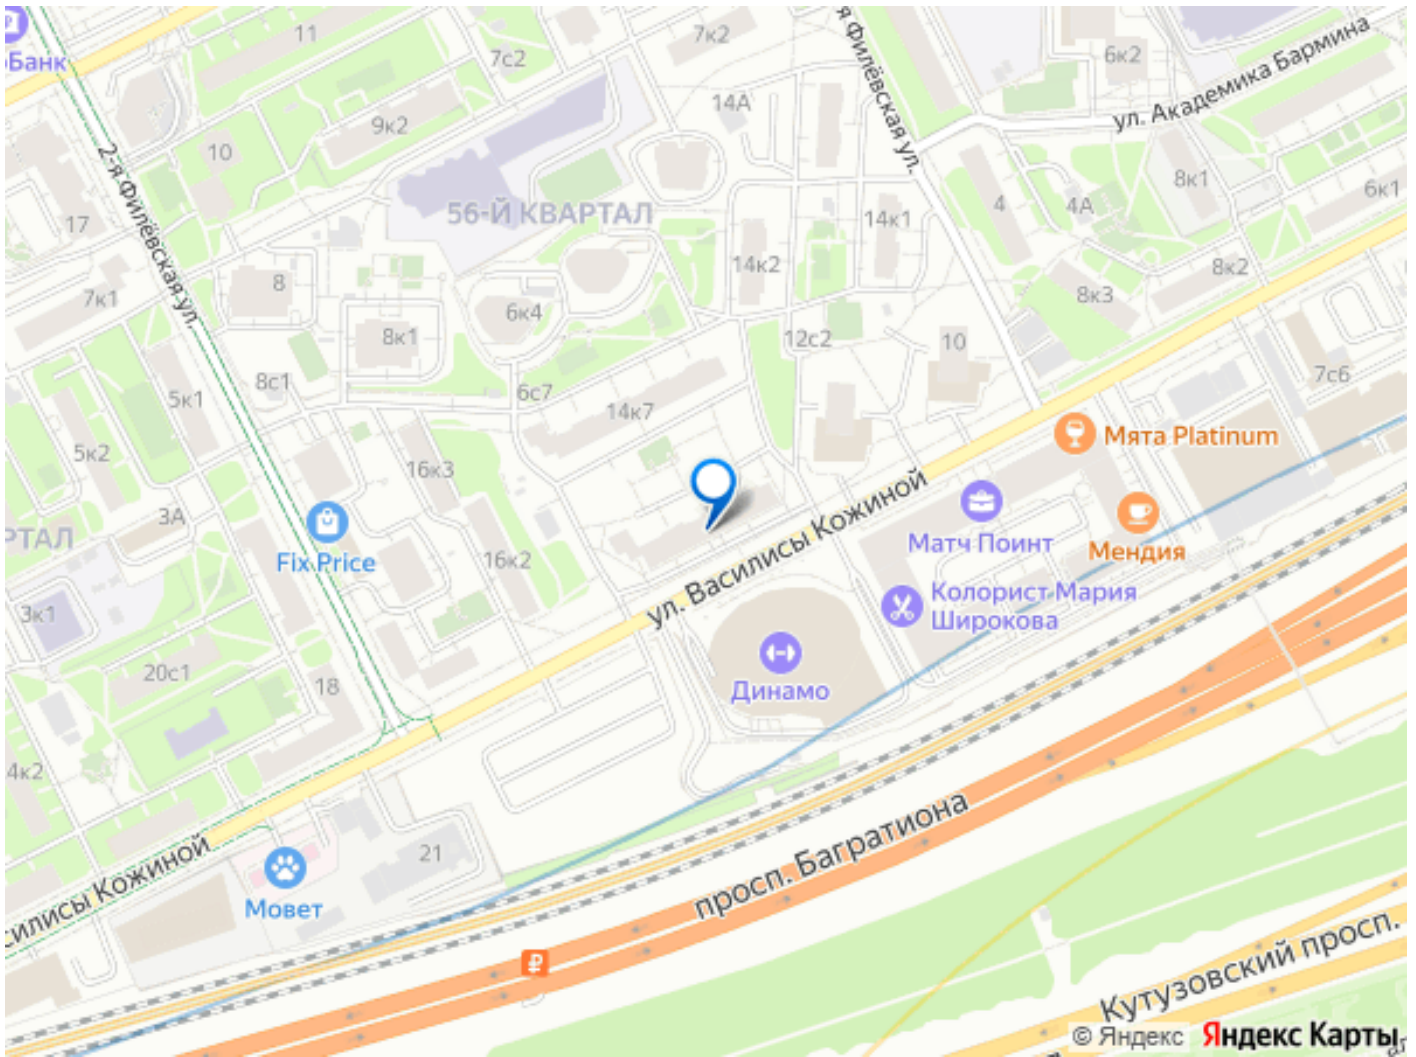 11
7к2
7с2
6к2
-я Филёвская ул.
ул. Академика Бармина
Банк
14А
9к2
10
2-я Филёвская ул.
8к1
6к1
17
56-Й КВАРТАЛ
14к1
4
4А
14к2
8к2
8
7к1
6к4
8к3
8к1
12с2
10
8с1
6с7
7с6
5к1
14к7
Мята Platinum
5к2
16к3
ул. Василисы Кожиной
3А
РТАЛ
Fix Price
16к2
Матч Поинт
Мендия
Колорист Мария
Широкова
3к1
20с1
18
Динамо
4к2
просп. Багратиона
21
силисы Кожиной
Мовет
₽
Кутузовский просп.
© Яндекс Яндекс Карты